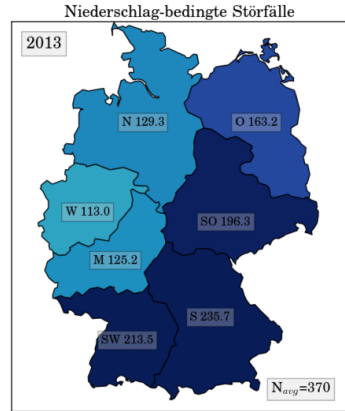 Niederschlag-bedingte Störfälle
2013
N 129.3
O 163.2
W 113.0
SO 196.3
M 125.2
S 235.7
SW 213.5
N_avg=370